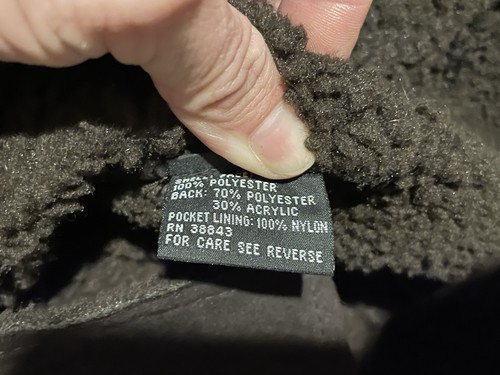 100% POLYESTER
BACK: 70% POLYESTER
30% ACRYLIC
POCKET LINING: 100% NYLON
RN 38843
FOR CARE SEE REVERSE